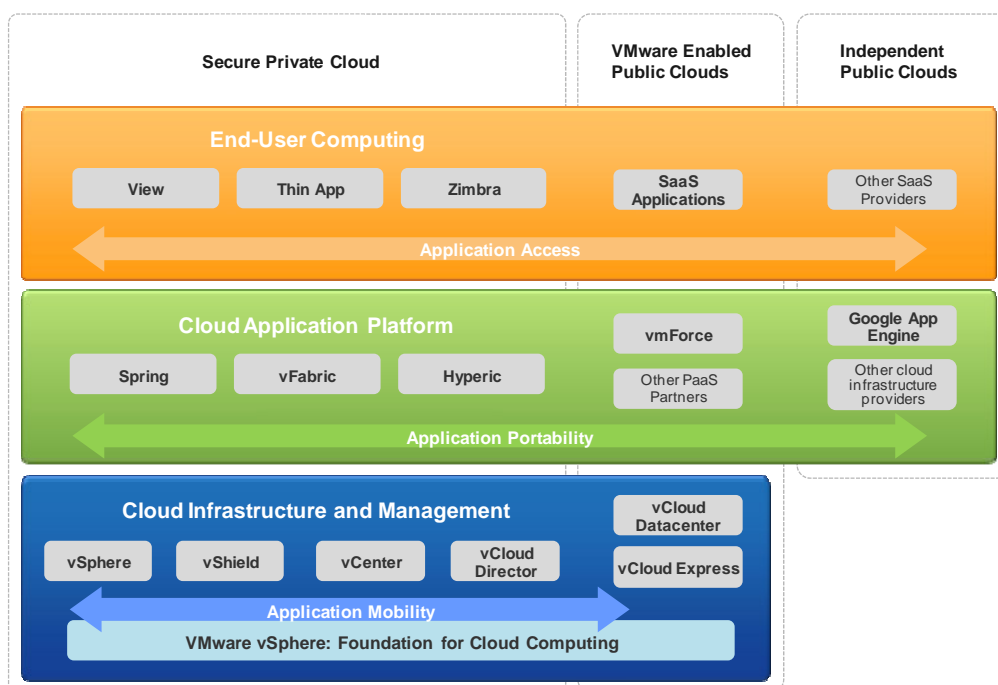 Secure Private Cloud
VMware Enabled
Public Clouds
Independent
Public Clouds
End-User Computing
View
Thin App
Zimbra
SaaS
Applications
Other SaaS
Providers
Application Access
Cloud Application Platform
Spring
vFabric
Hyperic
vmForce
Other PaaS
Partners
Google App
Engine
Other cloud
infrastructure
providers
Application Portability
Cloud Infrastructure and Management
vSphere
vShield
vCenter
vCloud
Director
vCloud
Datacenter
vCloud Express
Application Mobility
VMware vSphere: Foundation for Cloud Computing